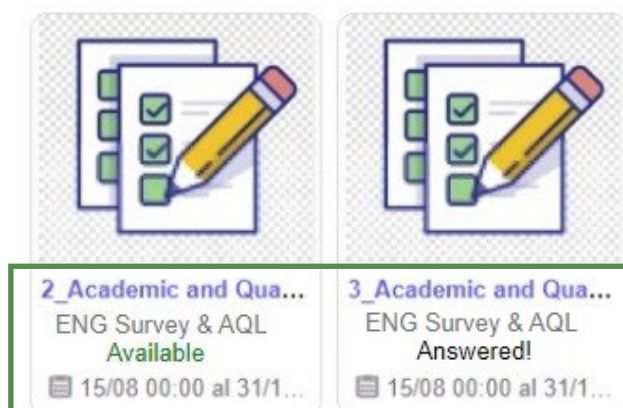 2_Academic and Qua...
ENG Survey & AQL
Available
15/08 00:00 al 31/1...
3_Academic and Qua...
ENG Survey & AQL
Answered!
15/08 00:00 al 31/1...